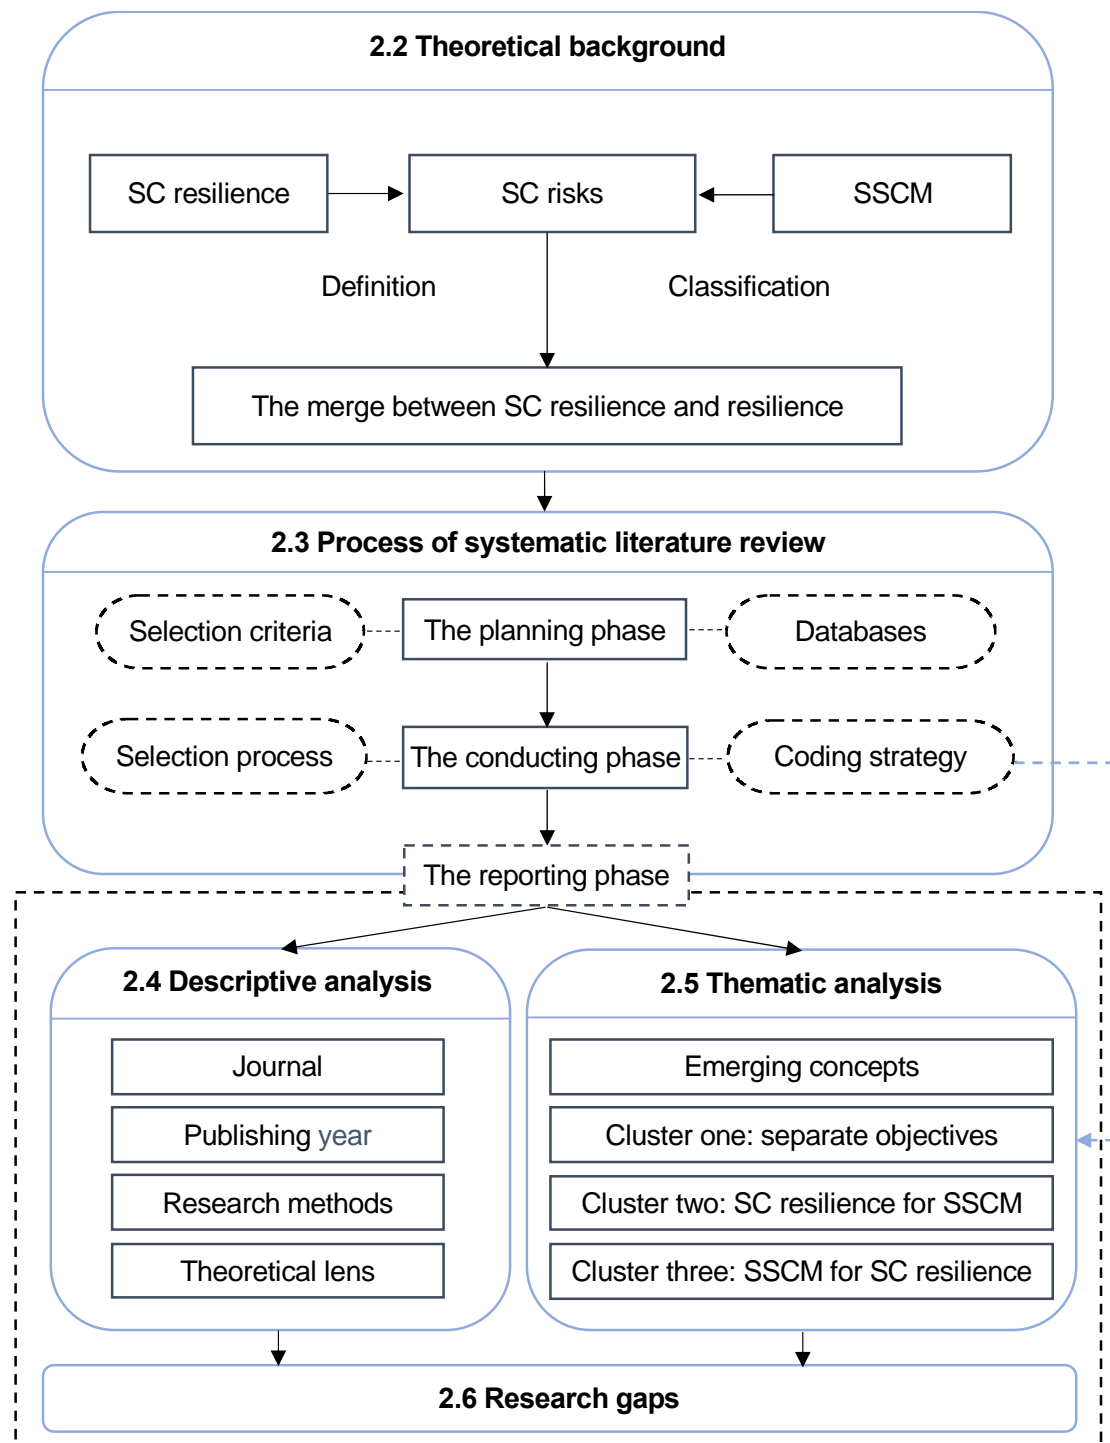 2.2 Theoretical background
SC resilience
SC risks
SSCM
Definition
Classification
The merge between SC resilience and resilience
2.3 Process of systematic literature review
Selection criteria
The planning phase
Databases
Selection process
The conducting phase
Coding strategy
The reporting phase
2.4 Descriptive analysis
Journal
Publishing year
Research methods
Theoretical lens
2.5 Thematic analysis
Emerging concepts
Cluster one: separate objectives
Cluster two: SC resilience for SSCM
Cluster three: SSCM for SC resilience
2.6 Research gaps